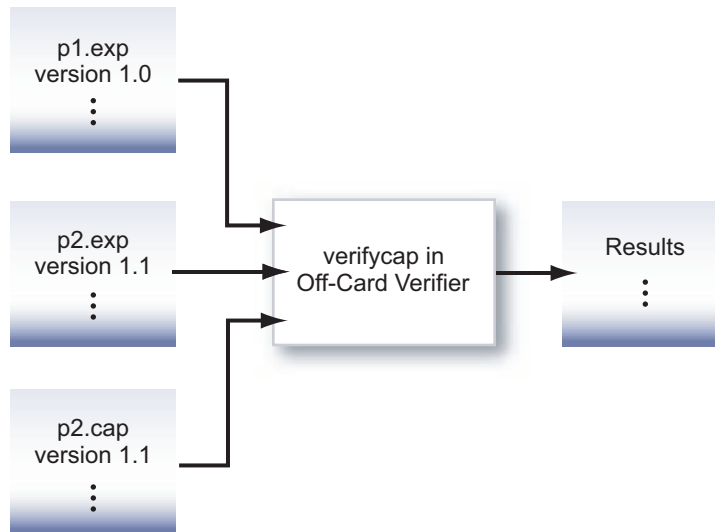 p1.exp
version 1.0
p2.exp
version 1.1
p2.cap
version 1.1
verifycap in
Off-Card Verifier
Results